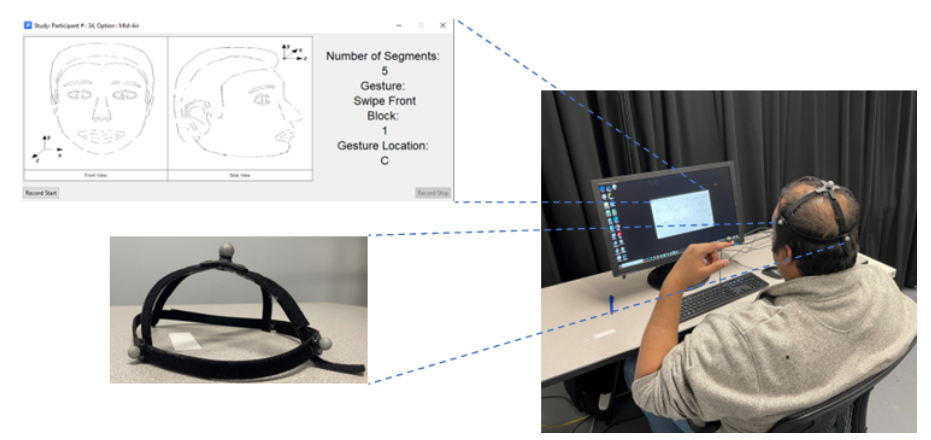 Study: Participant # : 34, Option : Mid-Air
Number of Segments:
5
Gesture:
Swipe Front
Block:
1
Gesture Location:
C
y
x
z
y
x
z
Front View
Side View
Record Start
Record Stop